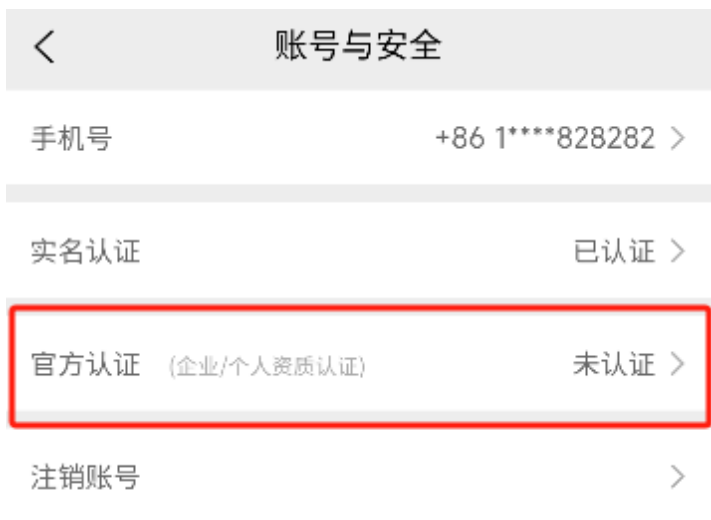 账号与安全
手机号 +86 1****828282
实名认证 已认证
官方认证 (企业/个人资质认证) 未认证
注销账号